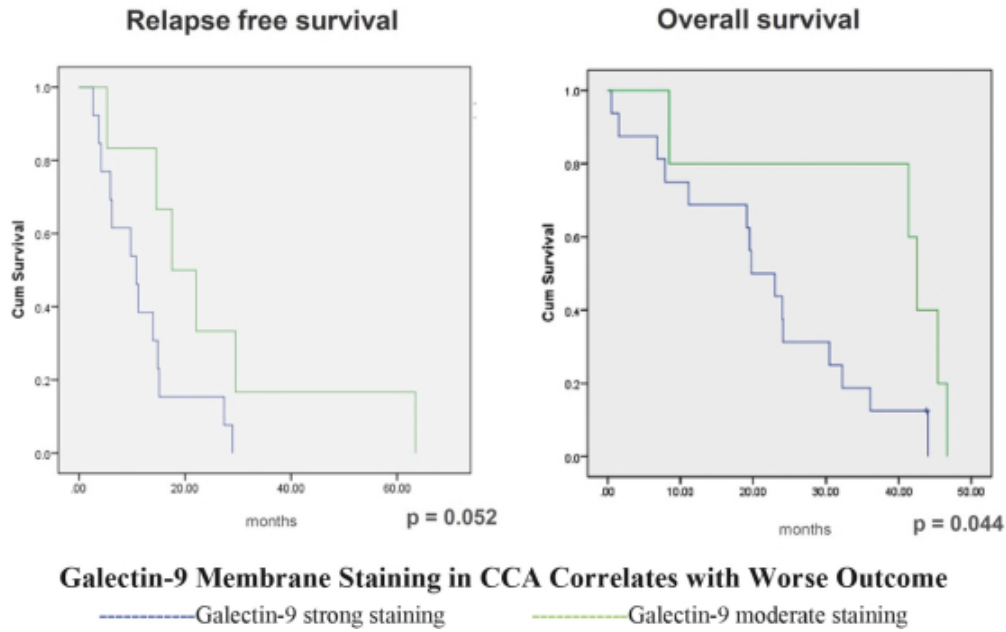 Relapse free survival
Overall survival
Cum Survival
1.0
0.8
0.6
0.4
0.2
0.0
.00
20.00
40.00
60.00
months
p = 0.052
Cum Survival
1.0
0.8
0.6
0.4
0.2
0.0
.00
10.00
20.00
30.00
40.00
50.00
months
p = 0.044
Galectin-9 Membrane Staining in CCA Correlates with Worse Outcome
Galectin-9 strong staining
Galectin-9 moderate staining